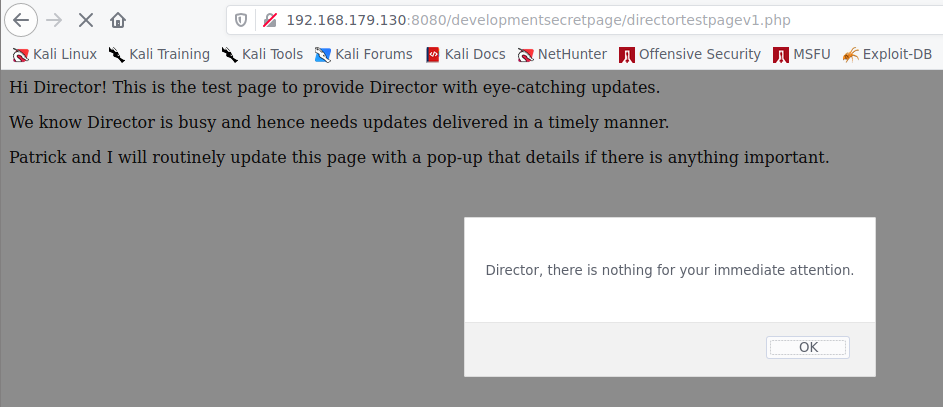 192.168.179.130:8080/developmentsecretpage/directortestpagev1.php
Kali Linux Kali Training Kali Tools Kali Forums Kali Docs NetHunter Offensive Security MSFU Exploit-DB
Hi Director! This is the test page to provide Director with eye-catching updates.
We know Director is busy and hence needs updates delivered in a timely manner.
Patrick and I will routinely update this page with a pop-up that details if there is anything important.
Director, there is nothing for your immediate attention.
OK